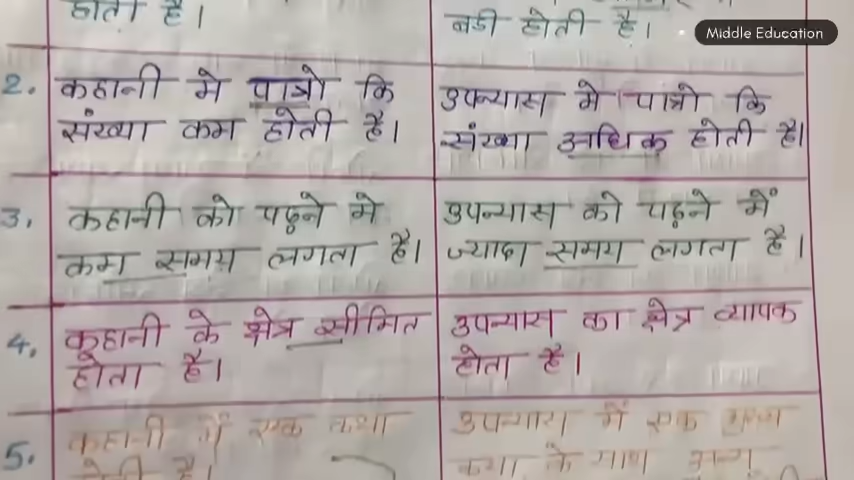 होता है।
बडी होती है।
Middle Education
2. कहानी मे पात्रो कि
संख्या कम होती है।
उपन्यास मे पात्रो कि
संख्या अधिक होती है।
3. कहानी को पढ़ने मे
कम समय लगता है।
उपन्यास को पढ़ने में
ज्यादा समय लगता है।
4. कहानी के क्षेत्र सीमित
होता है।
उपन्यास का क्षेत्र व्यापक
होता है।
5. कहानी में एक कथा
होती है।
उपन्यास में एक मुख्य
कथा के साथ अन्य